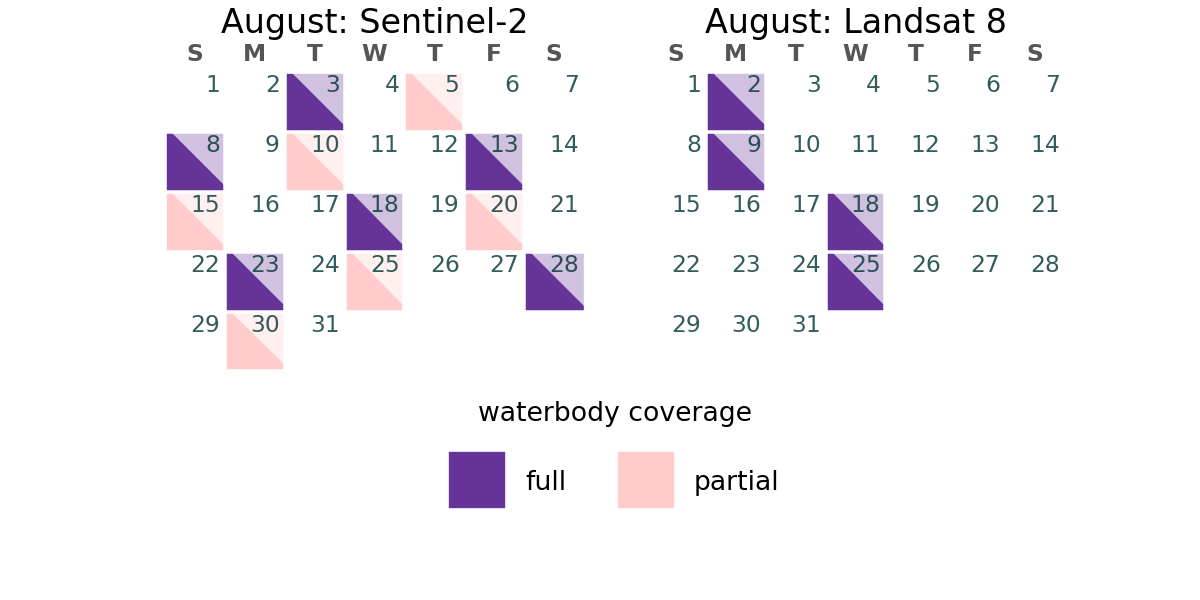 August: Sentinel-2
S M T W T F S
1 2 3 4 5 6 7
8 9 10 11 12 13 14
15 16 17 18 19 20 21
22 23 24 25 26 27 28
29 30 31
August: Landsat 8
S M T W T F S
1 2 3 4 5 6 7
8 9 10 11 12 13 14
15 16 17 18 19 20 21
22 23 24 25 26 27 28
29 30 31
waterbody coverage
full partial